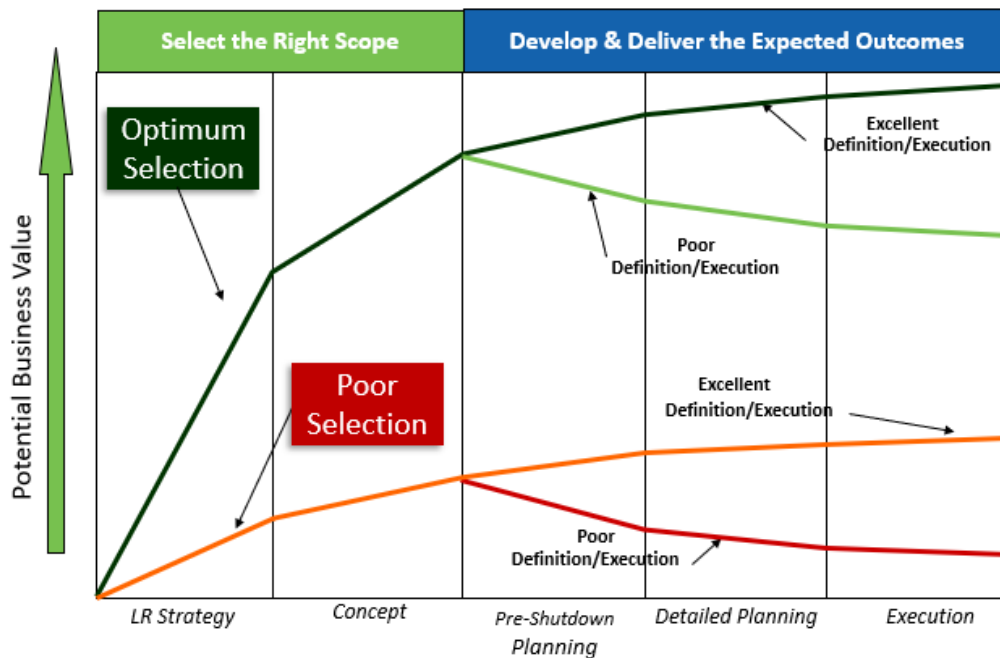 Select the Right Scope
Develop & Deliver the Expected Outcomes
Potential Business Value
Optimum
Selection
Excellent
Definition/Execution
Poor
Definition/Execution
Poor
Selection
Excellent
Definition/Execution
Poor
Definition/Execution
LR Strategy
Concept
Pre-Shutdown
Planning
Detailed Planning
Execution